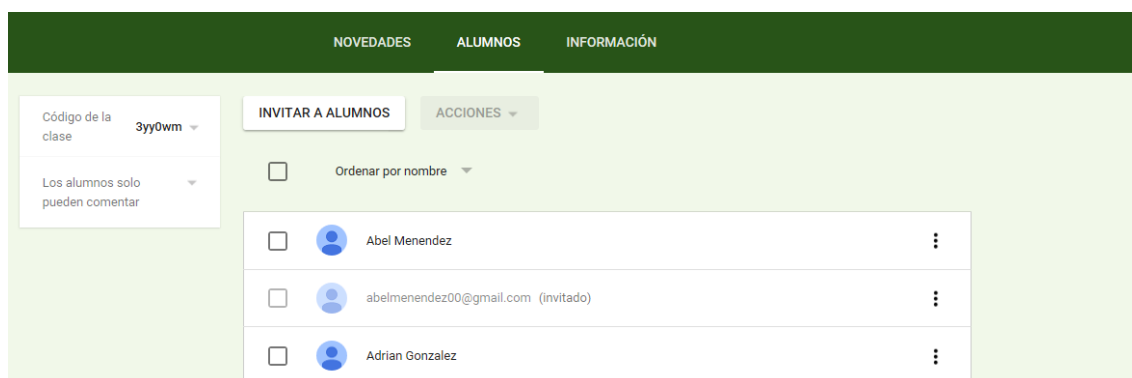 NOVEDADES ALUMNOS INFORMACIÓN
Código de la clase 3yy0wm
Los alumnos solo pueden comentar
INVITAR A ALUMNOS ACCIONES
Ordenar por nombre
Abel Menendez
abelmenendez00@gmail.com (invitado)
Adrian Gonzalez